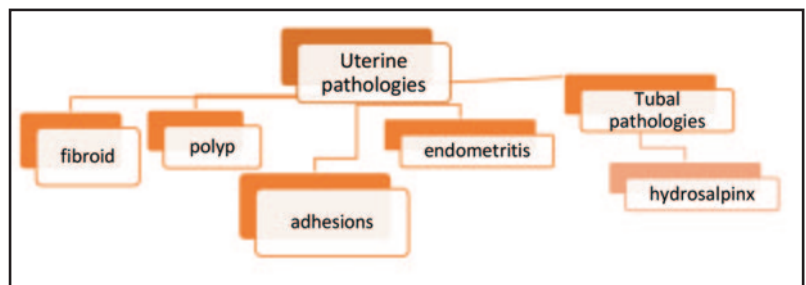 Uterine
pathologies
Tubal
pathologies
fibroid
polyp
endometritis
adhesions
hydrosalpinx